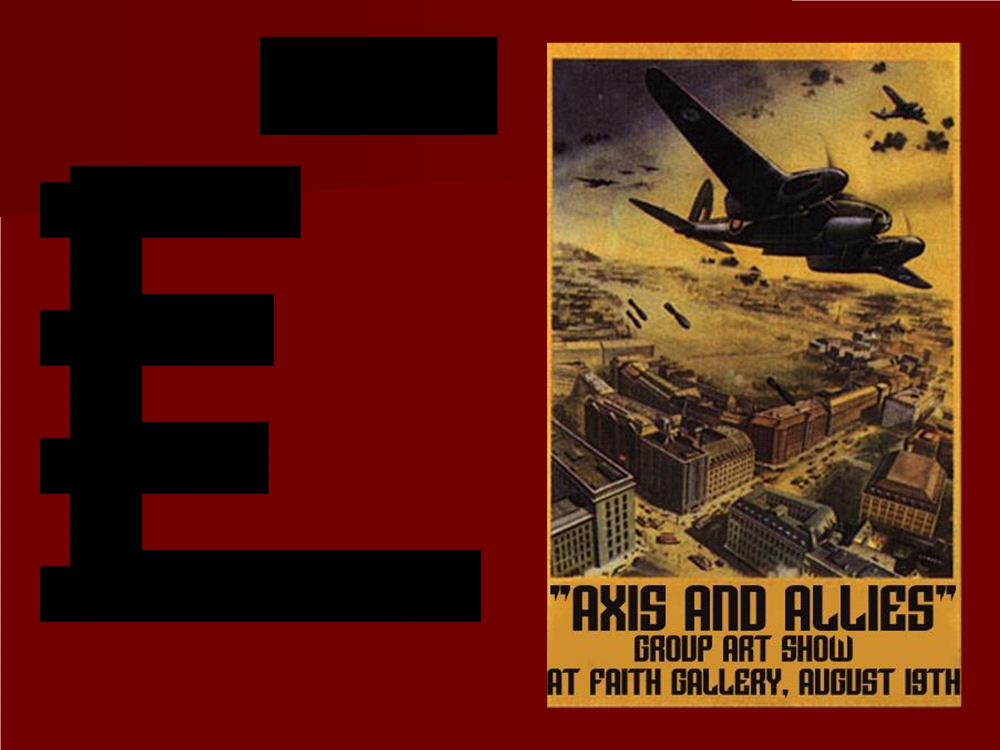 "AXIS AND ALLIES"
GROUP ART SHOW
AT FAITH GALLERY, AUGUST 19TH